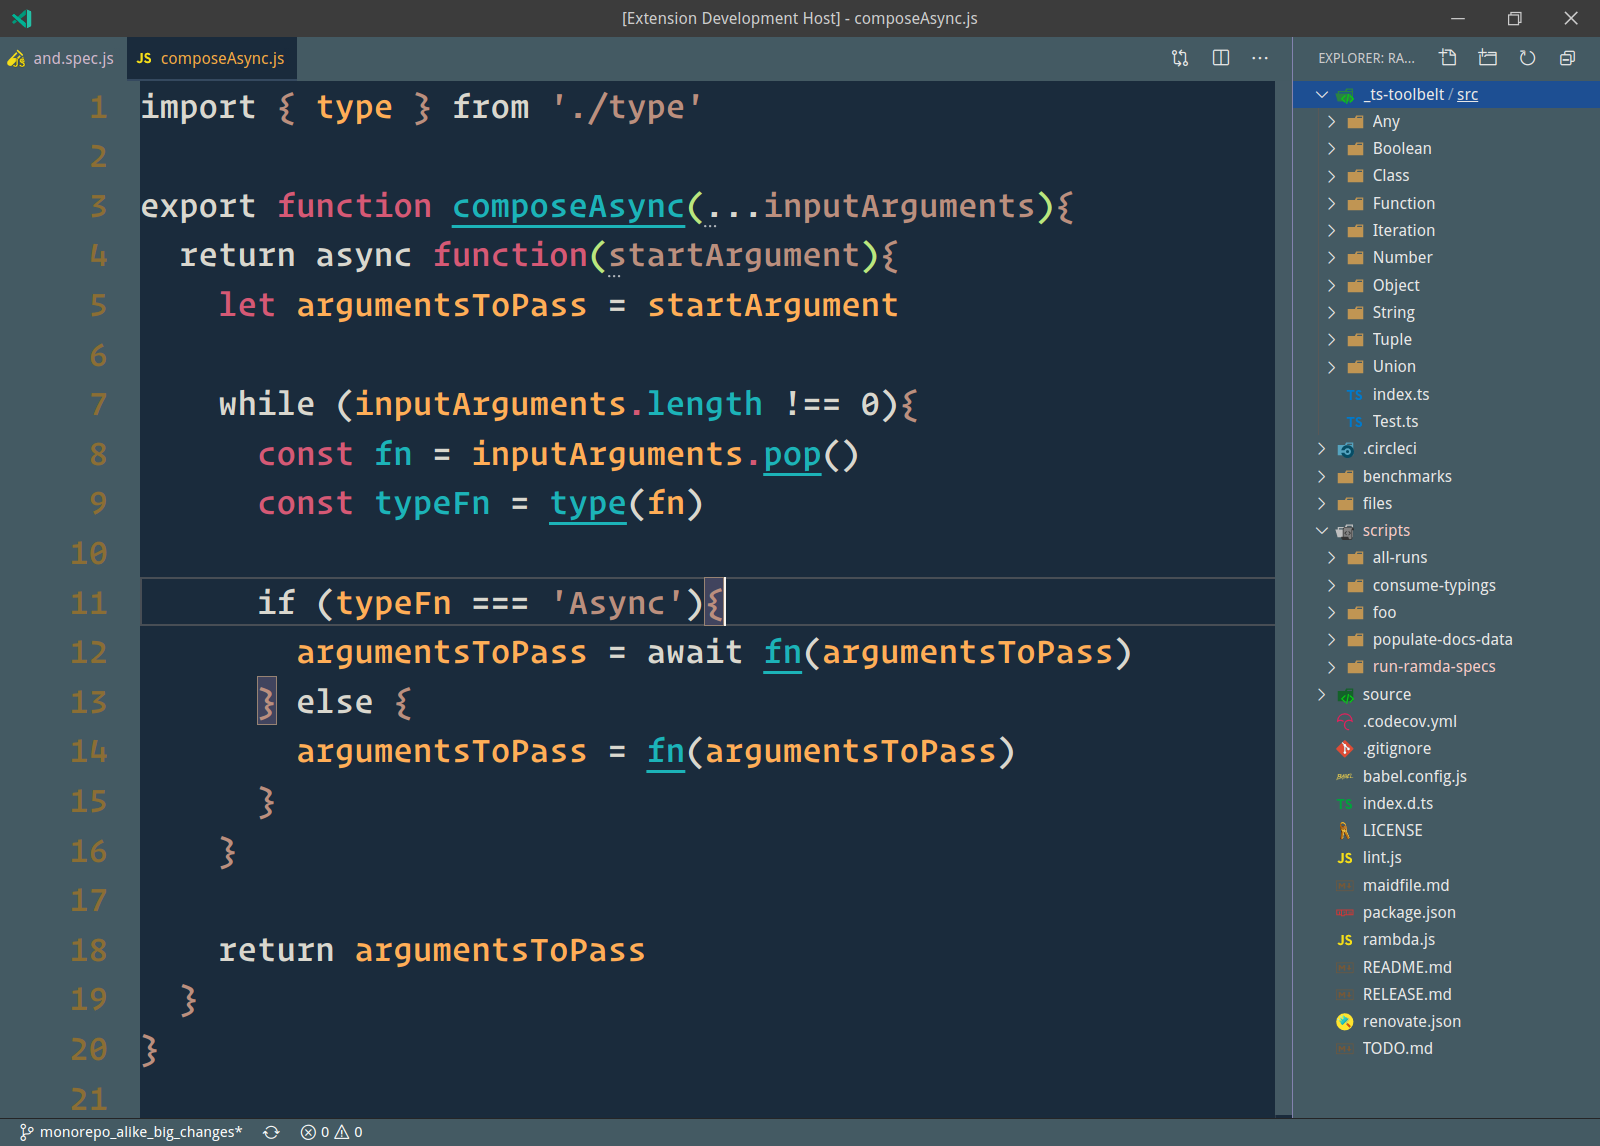 [Extension Development Host] - composeAsync.js
and.spec.js
JS composeAsync.js
1 import { type } from './type'
2
3 export function composeAsync(...inputArguments){
4 return async function(startArgument){
5 let argumentsToPass = startArgument
6
7 while (inputArguments.length !== 0){
8 const fn = inputArguments.pop()
9 const typeFn = type(fn)
10
11 if (typeFn === 'Async'){
12 argumentsToPass = await fn(argumentsToPass)
13 } else {
14 argumentsToPass = fn(argumentsToPass)
15 }
16 }
17
18 return argumentsToPass
19 }
20 }
21
EXPLORER: RA...
_ts-toolbelt / src
Any
Boolean
Class
Function
Iteration
Number
Object
String
Tuple
Union
TS index.ts
TS Test.ts
.circleci
benchmarks
files
scripts
all-runs
consume-typings
foo
populate-docs-data
run-ramda-specs
source
.codecov.yml
.gitignore
babel.config.js
TS index.d.ts
LICENSE
JS lint.js
maidfile.md
package.json
JS rambda.js
README.md
RELEASE.md
renovate.json
TODO.md
monorepo_alike_big_changes* 0 0